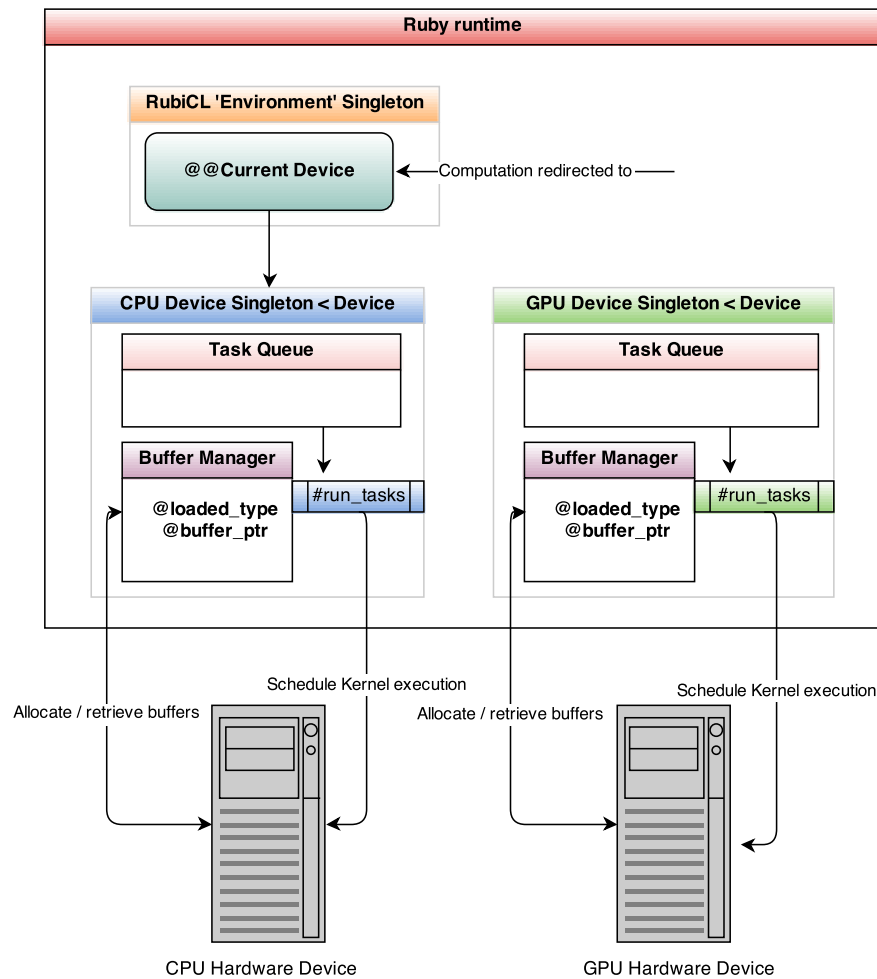 Ruby runtime
RubiCL 'Environment' Singleton
@@Current Device
Computation redirected to
CPU Device Singleton < Device
GPU Device Singleton < Device
Task Queue
Task Queue
Buffer Manager
#run_tasks
@loaded_type
@buffer_ptr
Buffer Manager
#run_tasks
@loaded_type
@buffer_ptr
Schedule Kernel execution
Schedule Kernel execution
Allocate / retrieve buffers
Allocate / retrieve buffers
CPU Hardware Device
GPU Hardware Device